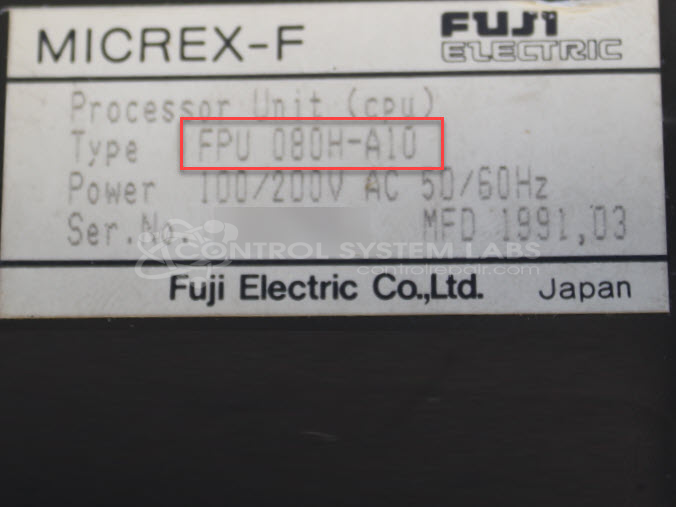 MICREX-F
FUJI
ELECTRIC
Processor Unit (cpu)
Type FPU 080H-A10
Power 100/200V AC 50/60Hz
Ser.No. MFD 1991,03
CONTROL SYSTEM LABS
controlrepair.com
Fuji Electric Co.,Ltd. Japan